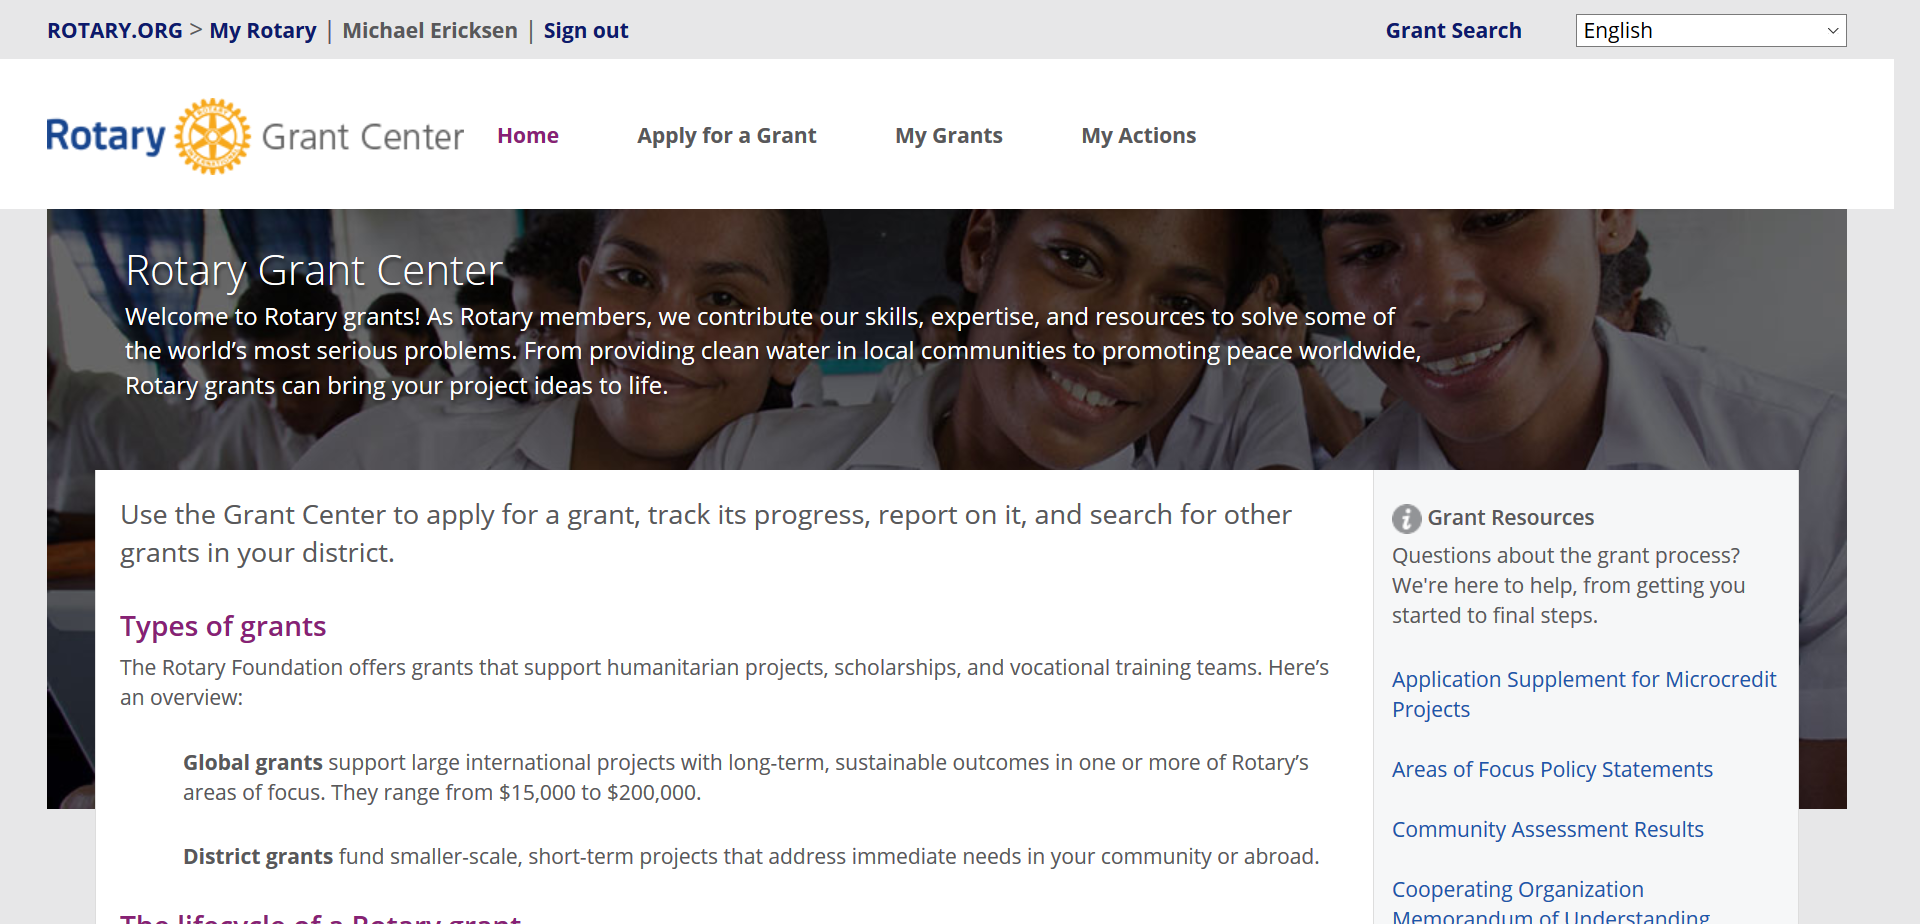 ROTARY.ORG > My Rotary | Michael Ericksen | Sign out
Grant Search
English
Rotary Grant Center
Home
Apply for a Grant
My Grants
My Actions
Rotary Grant Center
Welcome to Rotary grants! As Rotary members, we contribute our skills, expertise, and resources to solve some of
the world’s most serious problems. From providing clean water in local communities to promoting peace worldwide,
Rotary grants can bring your project ideas to life.
Use the Grant Center to apply for a grant, track its progress, report on it, and search for other
grants in your district.
Types of grants
The Rotary Foundation offers grants that support humanitarian projects, scholarships, and vocational training teams. Here’s
an overview:
Global grants support large international projects with long-term, sustainable outcomes in one or more of Rotary’s
areas of focus. They range from $15,000 to $200,000.
District grants fund smaller-scale, short-term projects that address immediate needs in your community or abroad.
The lifecycle of a Rotary grant
Grant Resources
Questions about the grant process?
We're here to help, from getting you
started to final steps.
Application Supplement for Microcredit
Projects
Areas of Focus Policy Statements
Community Assessment Results
Cooperating Organization
Memorandum of Understanding